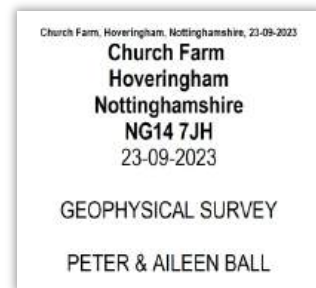 Church Farm, Hoveringham, Nottinghamshire, 23-09-2023
Church Farm
Hoveringham
Nottinghamshire
NG14 7JH
23-09-2023
GEOPHYSICAL SURVEY
PETER & AILEEN BALL